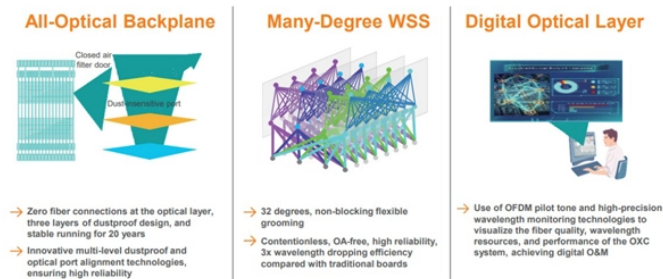 All-Optical Backplane
Closed air
filter door
Dust-insensitive port
Zero fiber connections at the optical layer,
three layers of dustproof design, and
stable running for 20 years
Innovative multi-level dustproof and
optical port alignment technologies,
ensuring high reliability
Many-Degree WSS
32 degrees, non-blocking flexible
grooming
Contentionless, OA-free, high reliability,
3x wavelength dropping efficiency
compared with traditional boards
Digital Optical Layer
Use of OFDM pilot tone and high-precision
wavelength monitoring technologies to
visualize the fiber quality, wavelength
resources, and performance of the OXC
system, achieving digital O&M